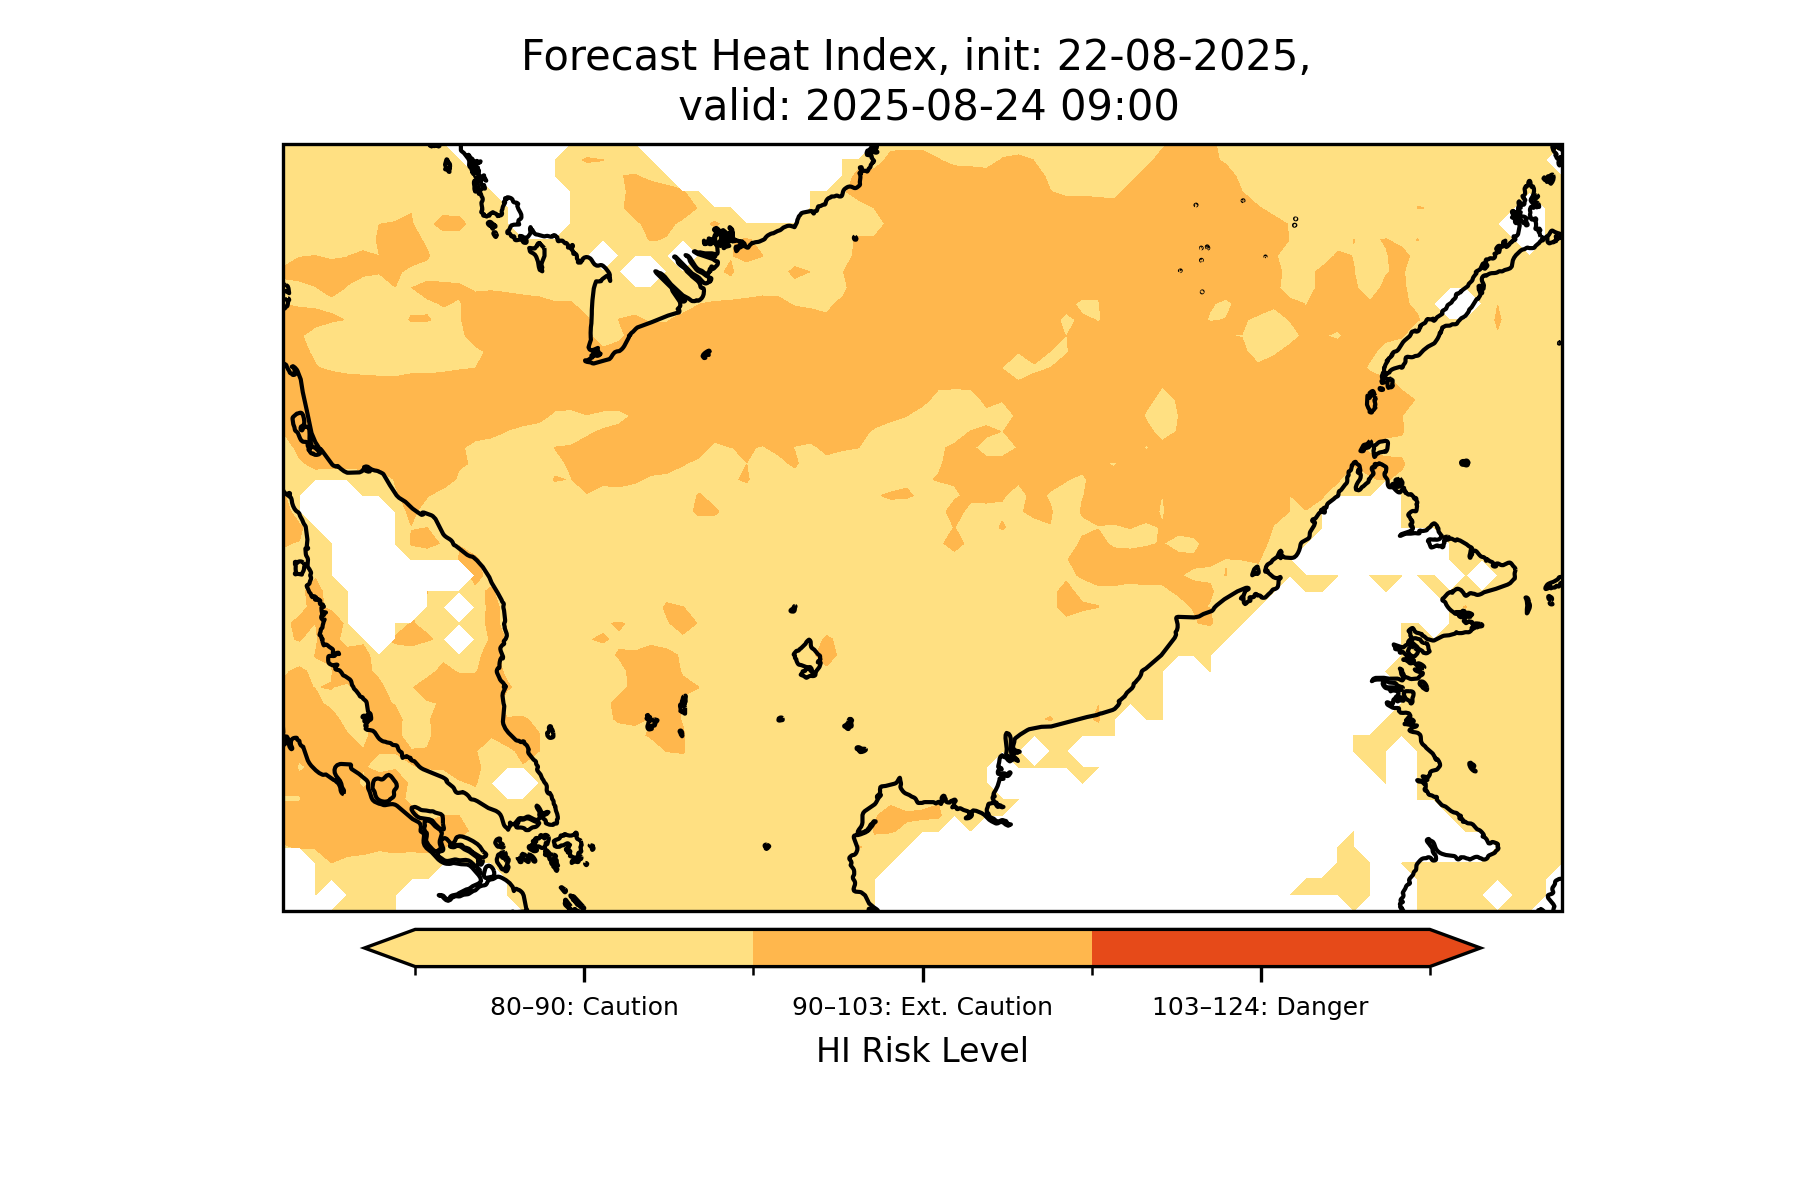 Forecast Heat Index, init: 22-08-2025,
valid: 2025-08-24 09:00
80–90: Caution
90–103: Ext. Caution
103–124: Danger
HI Risk Level